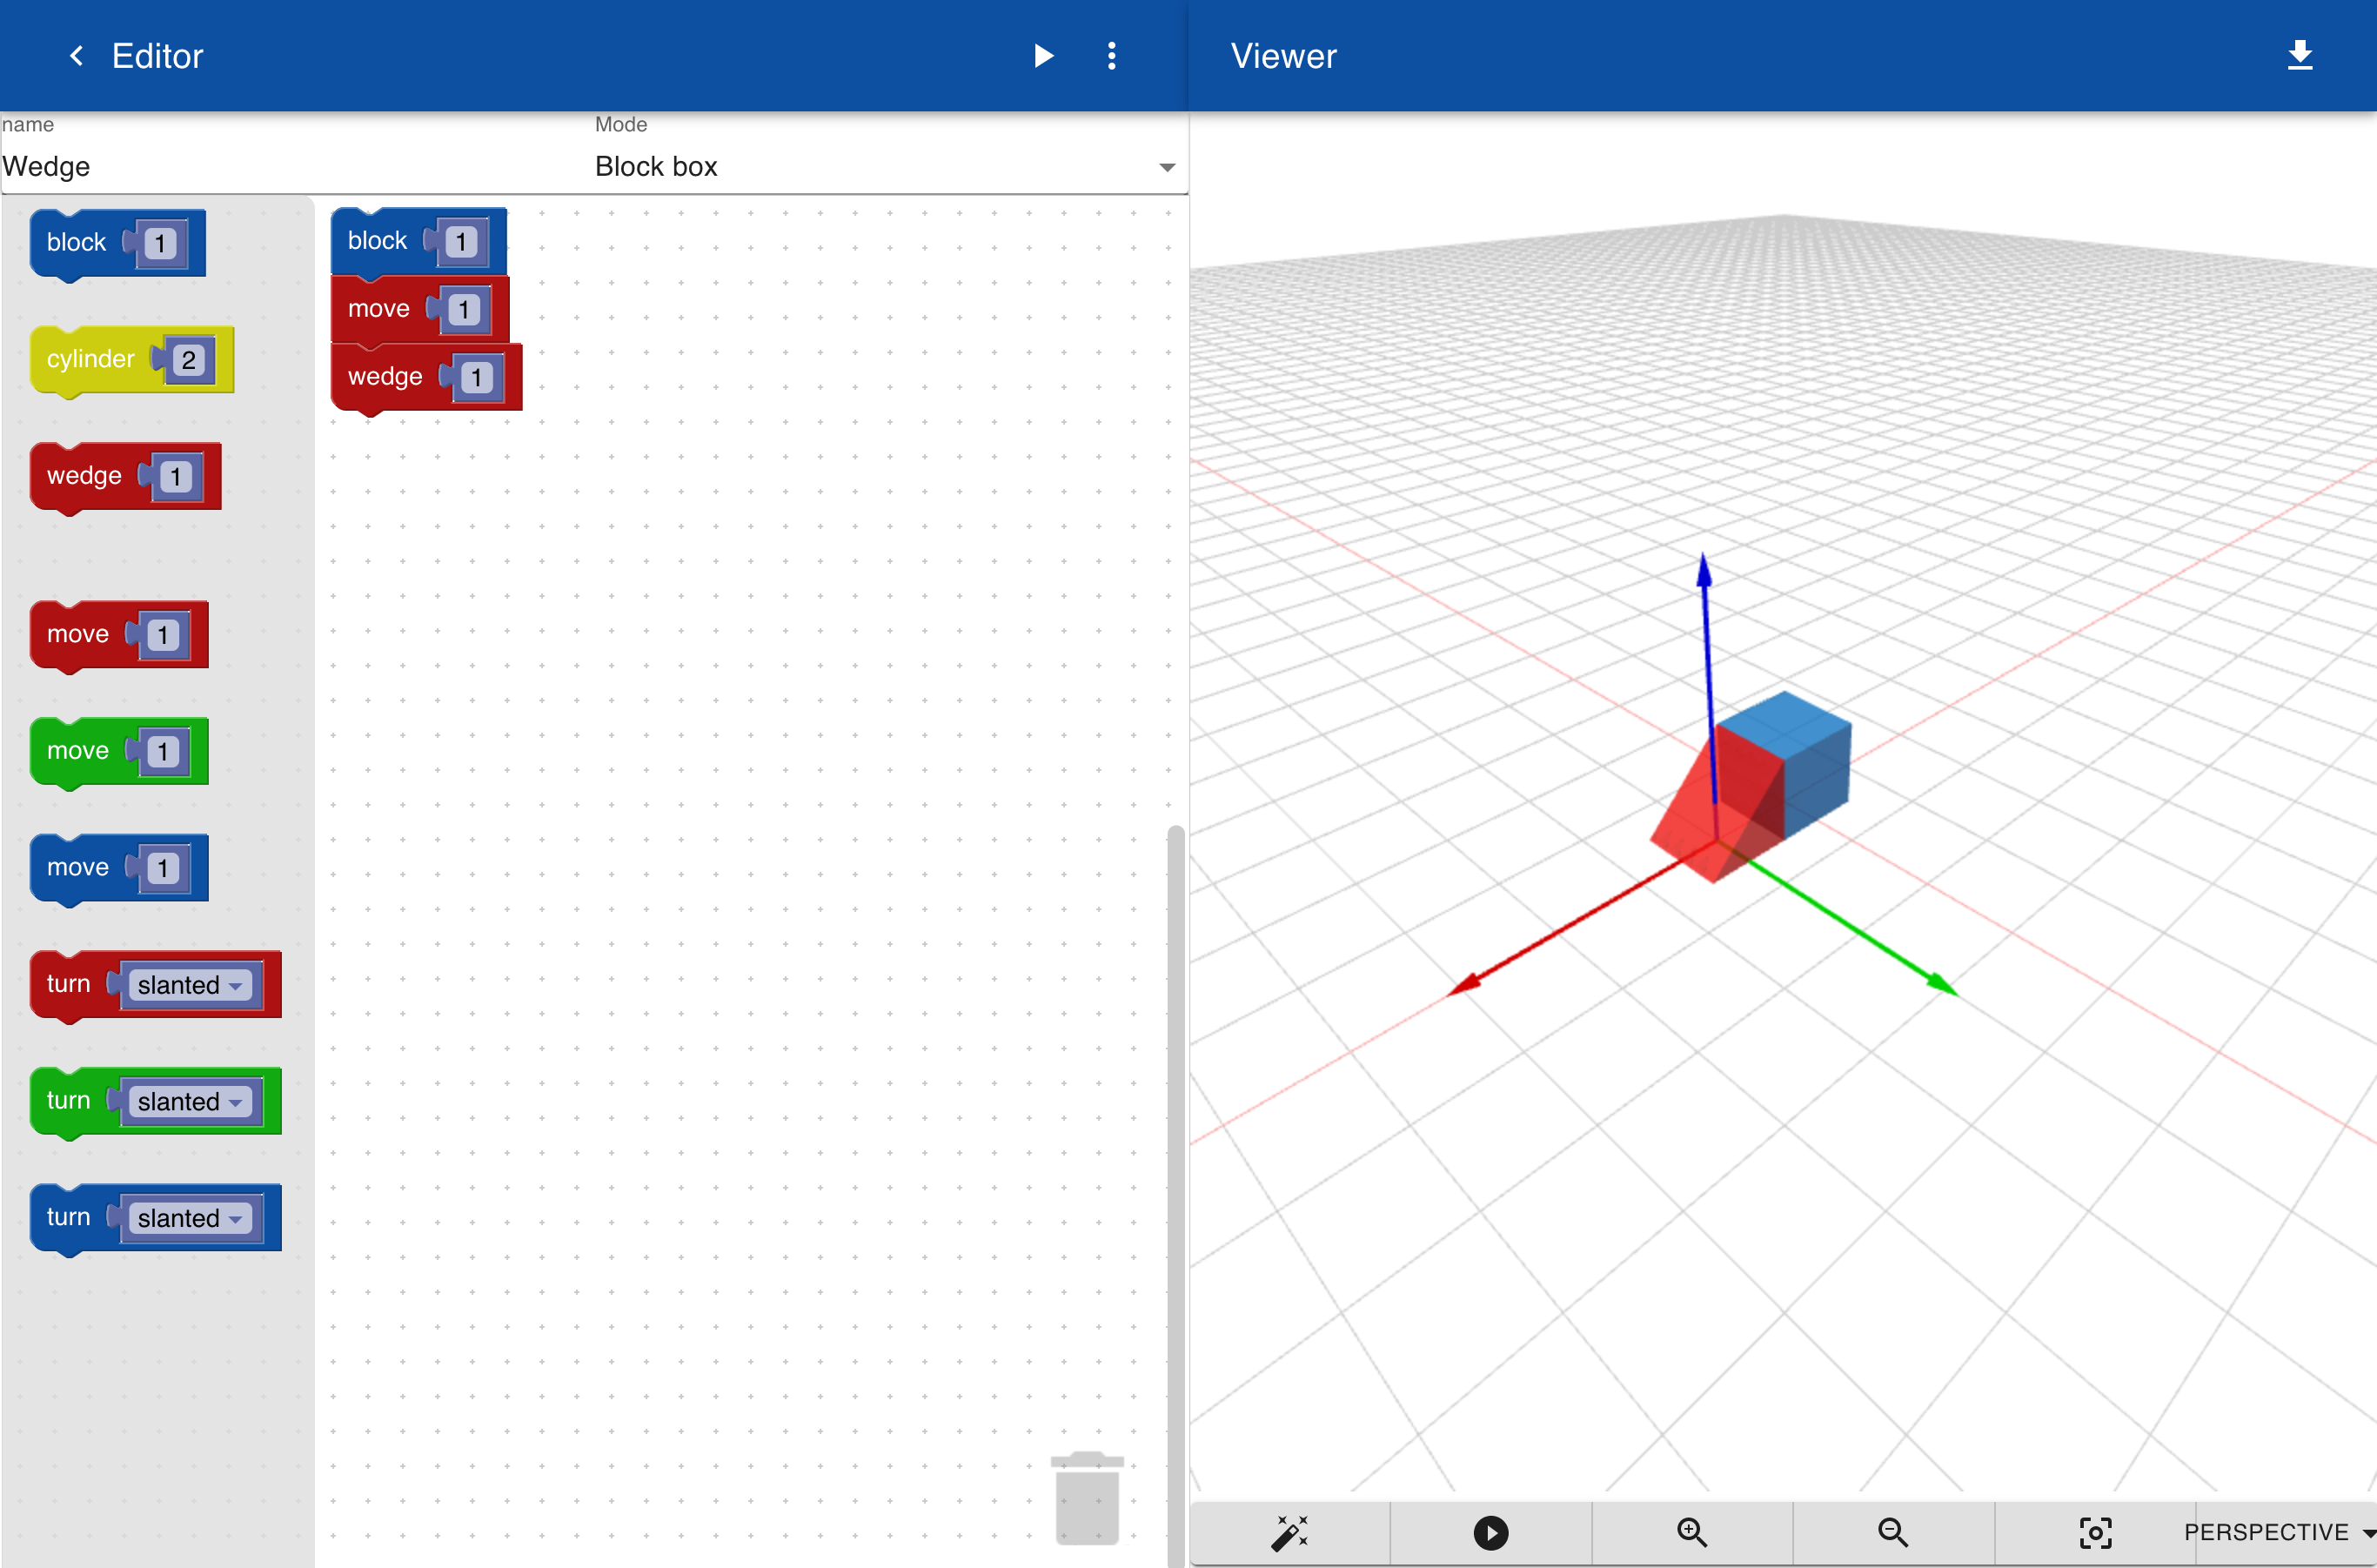 Editor
Viewer
name
Mode
Wedge
Block box
block 1
cylinder 2
wedge 1
move 1
move 1
move 1
turn slanted
turn slanted
turn slanted
block 1
move 1
wedge 1
PERSPECTIVE